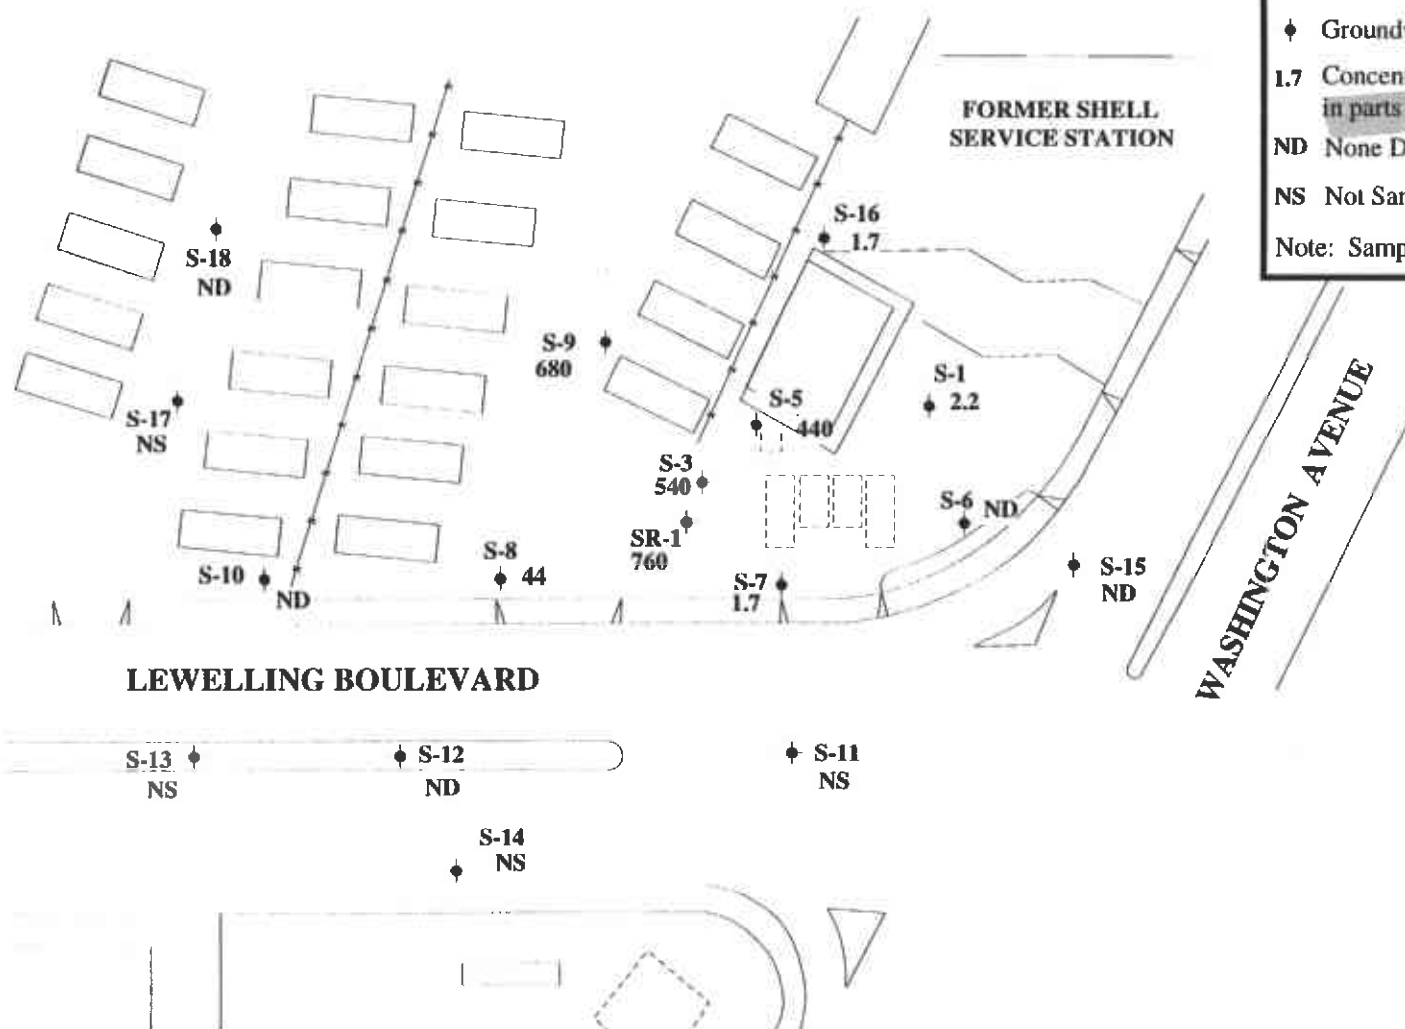 Ground
1.7 Concen
in parts
ND None D
NS Not Sam
Note: Samp
FORMER SHELL
SERVICE STATION
S-16
1.7
S-18
ND
S-9
680
S-1
2.2
S-5
440
S-17
NS
S-3
540
S-6 ND
SR-1
760
S-8
44
S-10
ND
S-7
1.7
S-15
ND
WASHINGTON AVENUE
LEWELLING BOULEVARD
S-13
NS
S-12
ND
S-11
NS
S-14
NS